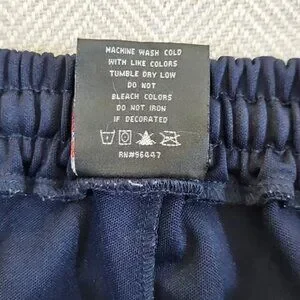 MACHINE WASH COLD
WITH LIKE COLORS
TUMBLE DRY LOW
DO NOT
BLEACH COLORS
DO NOT IRON
IF DECORATED
RN#96447